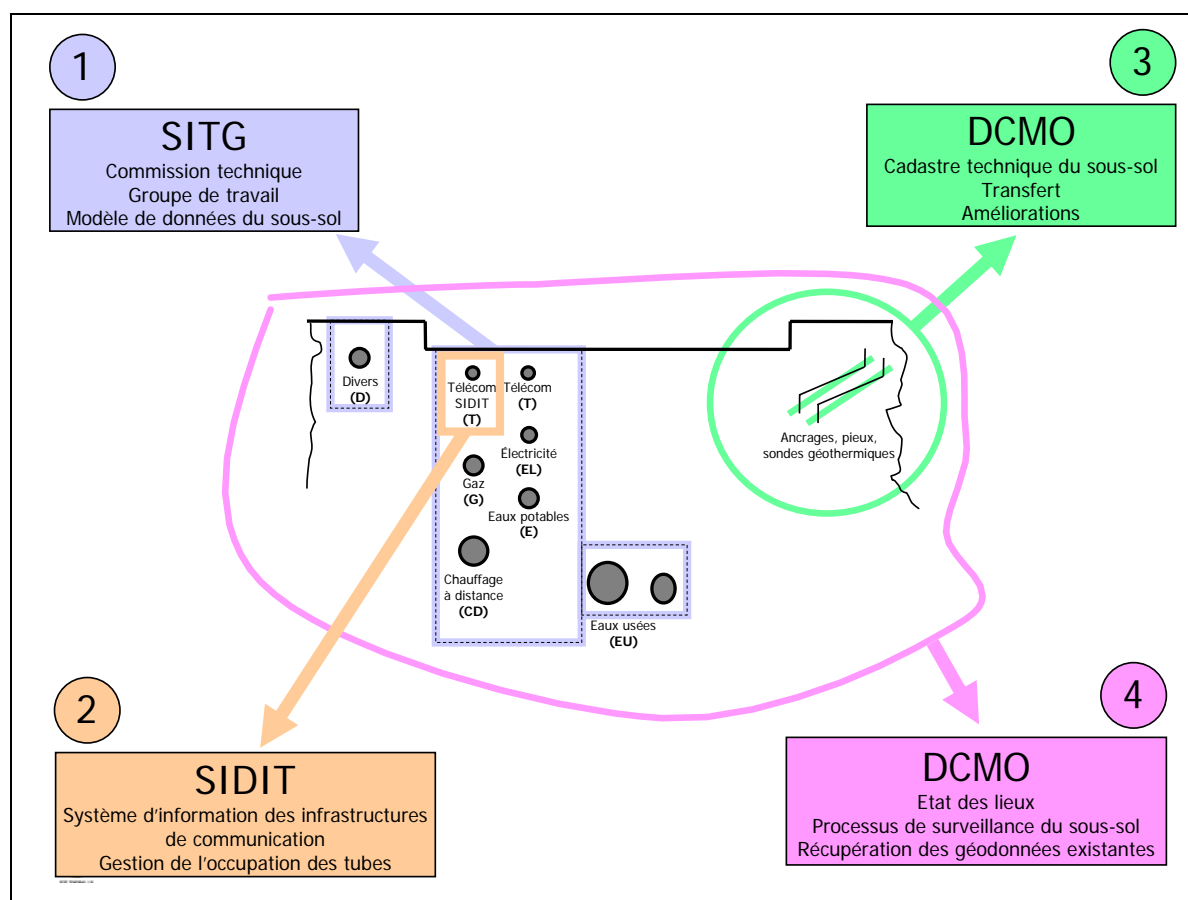 1
SITG
Commission technique
Groupe de travail
Modèle de données du sous-sol
3
DCMO
Cadastre technique du sous-sol
Transfert
Améliorations
Divers
(D)
Télécom
SIDIT
(T)
Télécom
(T)
Électricité
(EL)
Gaz
(G)
Eaux potables
(E)
Chauffage
à distance
(CD)
Eaux usées
(EU)
Ancrages, pieux,
sondes géothermiques
2
SIDIT
Système d'information des infrastructures
de communication
Gestion de l'occupation des tubes
4
DCMO
Etat des lieux
Processus de surveillance du sous-sol
Récupération des géodonnées existantes